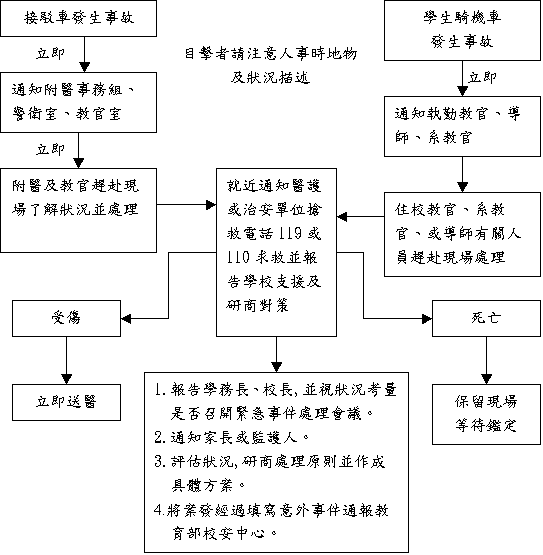 接駁車發生事故
立即
通知附醫事務組、
警衛室、教官室
立即
附醫及教官趕赴現
場了解狀況並處理
目擊者請注意人事時地物
及狀況描述
學生騎機車
發生事故
立即
通知執勤教官、導
師、系教官
住校教官、系教
官、或導師有關人
員趕赴現場處理
就近通知醫護
或治安單位搶
救電話119或
110求救並報
告學校支援及
研商對策
受傷
立即送醫
死亡
保留現場
等待鑑定
1.報告學務長、校長,並視狀況考量
是否召開緊急事件處理會議。
2.通知家長或監護人。
3.評估狀況,研商處理原則並作成
具體方案。
4.將案發經過填寫意外事件通報教
育部校安中心。